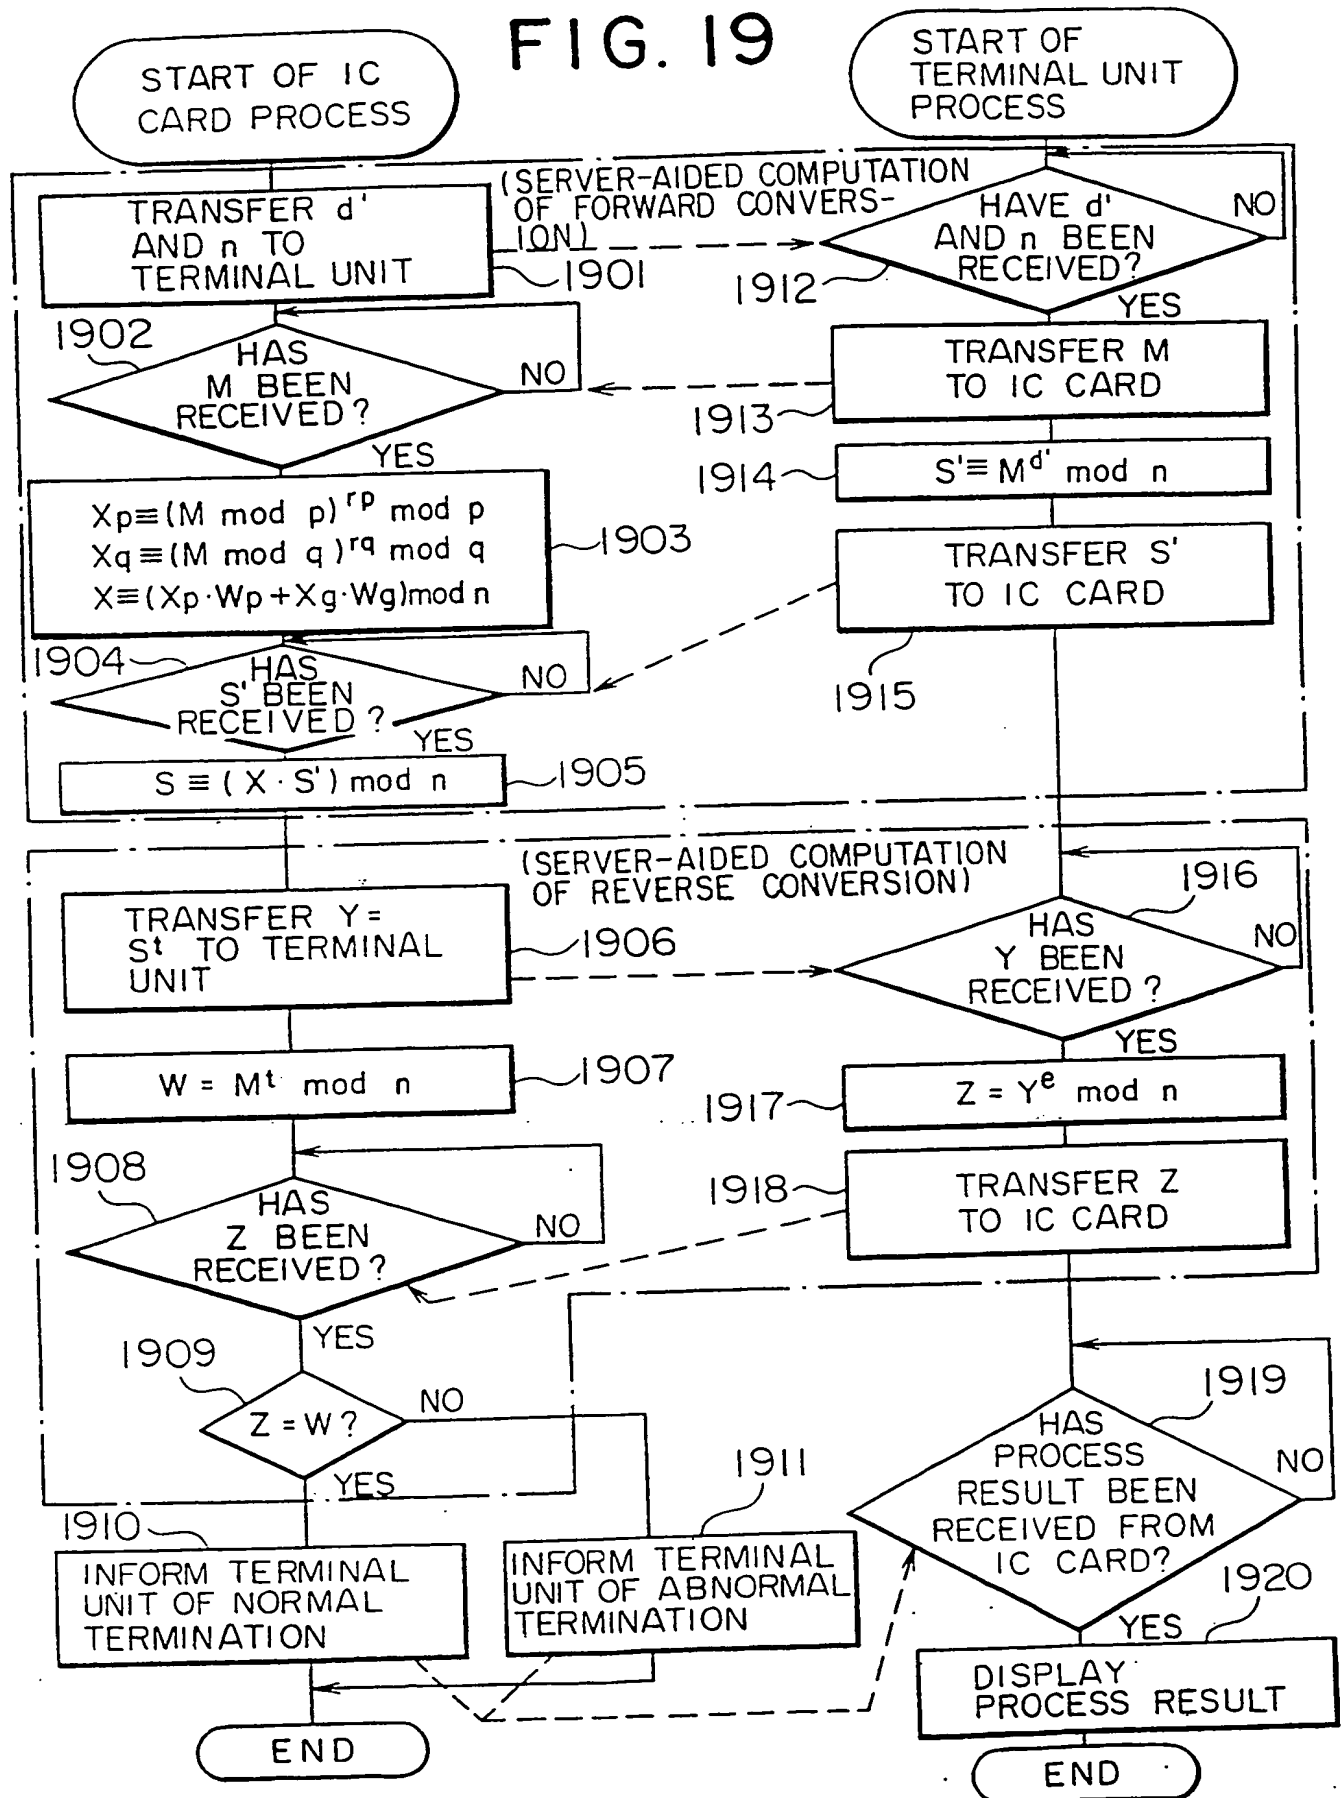 FIG. 19
START OF IC
CARD PROCESS
START OF
TERMINAL UNIT
PROCESS
TRANSFER d'
AND n TO
TERMINAL UNIT
1901
(SERVER-AIDED COMPUTATION
OF FORWARD CONVERS-
ION)
HAVE d'
AND n BEEN
RECEIVED?
NO
1912
YES
1902
HAS
M BEEN
RECEIVED?
NO
YES
TRANSFER M
TO IC CARD
1913
S'≡M^d' mod n
1914
Xp≡(M mod p)^rp mod p
Xq≡(M mod q)^rq mod q
X≡(Xp·Wp+Xg·Wg)mod n
1903
TRANSFER S'
TO IC CARD
1915
1904
HAS
S' BEEN
RECEIVED?
NO
YES
S ≡ (X · S') mod n
1905
(SERVER-AIDED COMPUTATION
OF REVERSE CONVERSION)
TRANSFER Y=
S^t TO TERMINAL
UNIT
1906
1916
HAS
Y BEEN
RECEIVED?
NO
YES
W = M^t mod n
1907
Z = Y^e mod n
1917
1908
HAS
Z BEEN
RECEIVED?
NO
YES
TRANSFER Z
TO IC CARD
1918
1909
Z = W?
NO
YES
1919
HAS
PROCESS
RESULT BEEN
RECEIVED FROM
IC CARD?
NO
YES
1910
INFORM TERMINAL
UNIT OF NORMAL
TERMINATION
1911
INFORM TERMINAL
UNIT OF ABNORMAL
TERMINATION
1920
DISPLAY
PROCESS RESULT
END
END